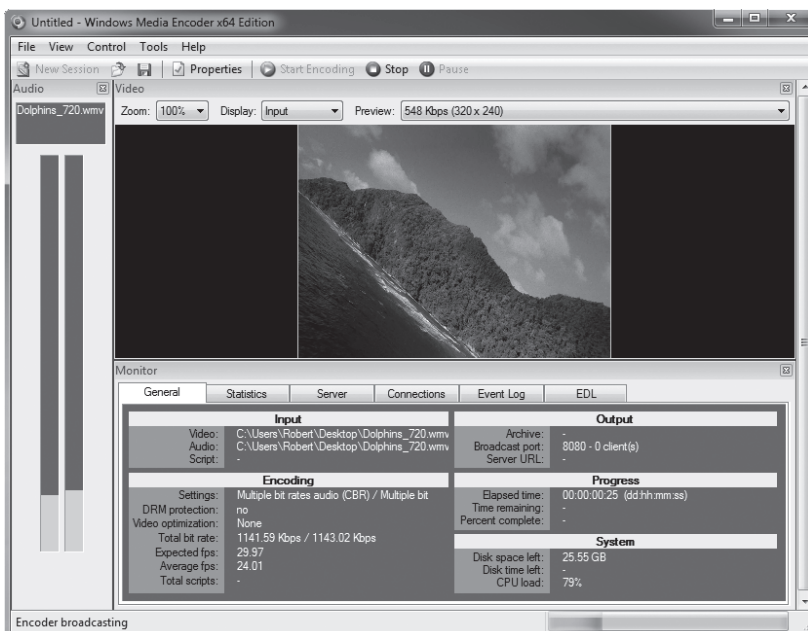 Untitled - Windows Media Encoder x64 Edition
File View Control Tools Help
New Session Properties Start Encoding Stop Pause
Audio
Dolphins_720.wmv
Video
Zoom: 100% Display: Input Preview: 548 Kbps (320 x 240)
Monitor
General Statistics Server Connections Event Log EDL
Input
Video: C:\Users\Robert\Desktop\Dolphins_720.wmv
Audio: C:\Users\Robert\Desktop\Dolphins_720.wmv
Script: -
Encoding
Settings: Multiple bit rates audio (CBR) / Multiple bit
DRM protection: no
Video optimization: None
Total bit rate: 1141.59 Kbps / 1143.02 Kbps
Expected fps: 29.97
Average fps: 24.01
Total scripts: -
Output
Archive: -
Broadcast port: 8080 - 0 client(s)
Server URL: -
Progress
Elapsed time: 00:00:00:25 (dd:hh:mm:ss)
Time remaining: -
Percent complete: -
System
Disk space left: 25.55 GB
Disk time left: -
CPU load: 79%
Encoder broadcasting